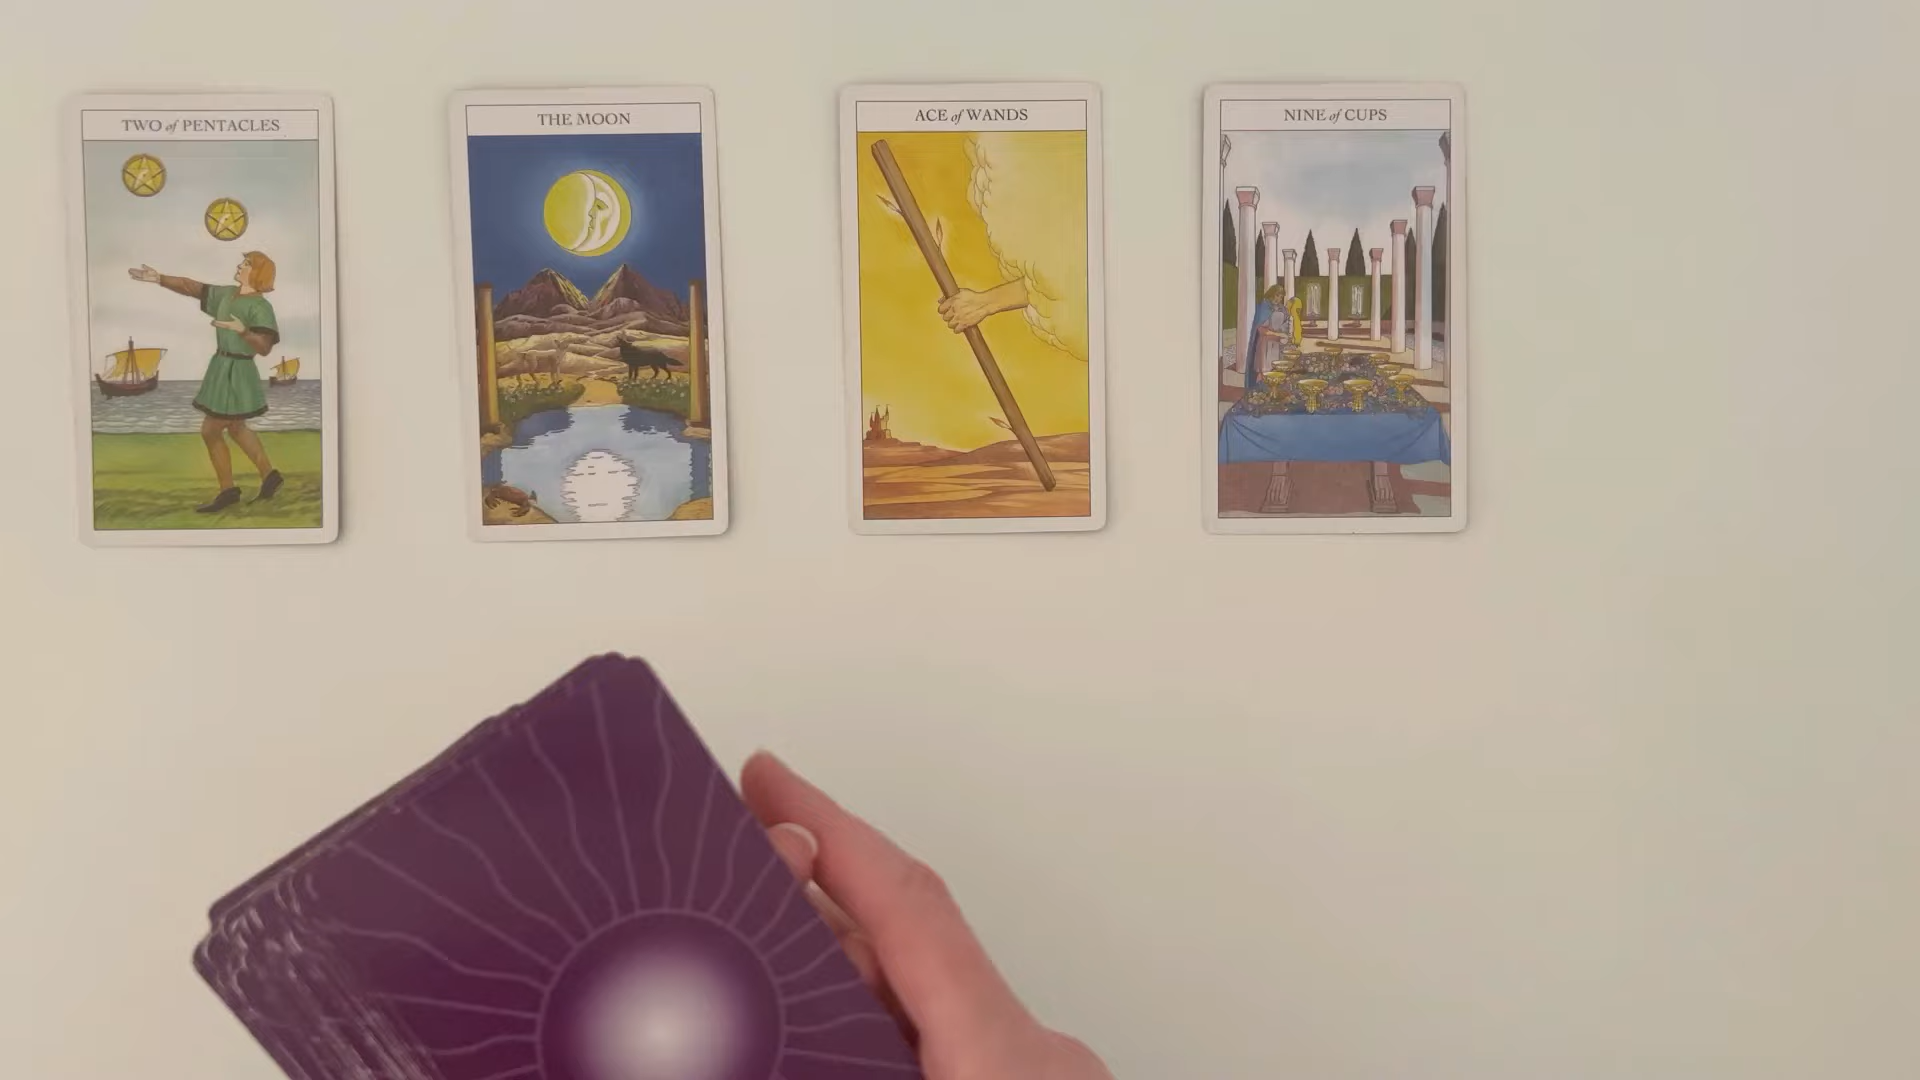 TWO of PENTACLES
THE MOON
ACE of WANDS
NINE of CUPS